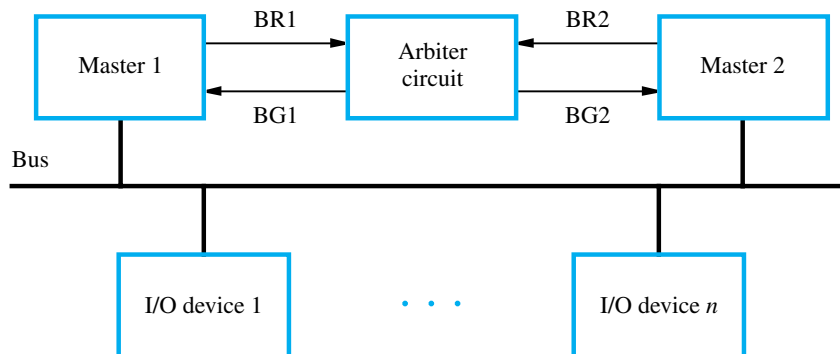 BR1
BR2
Master 1
Arbiter
circuit
Master 2
BG1
BG2
Bus
I/O device 1
. . .
I/O device n